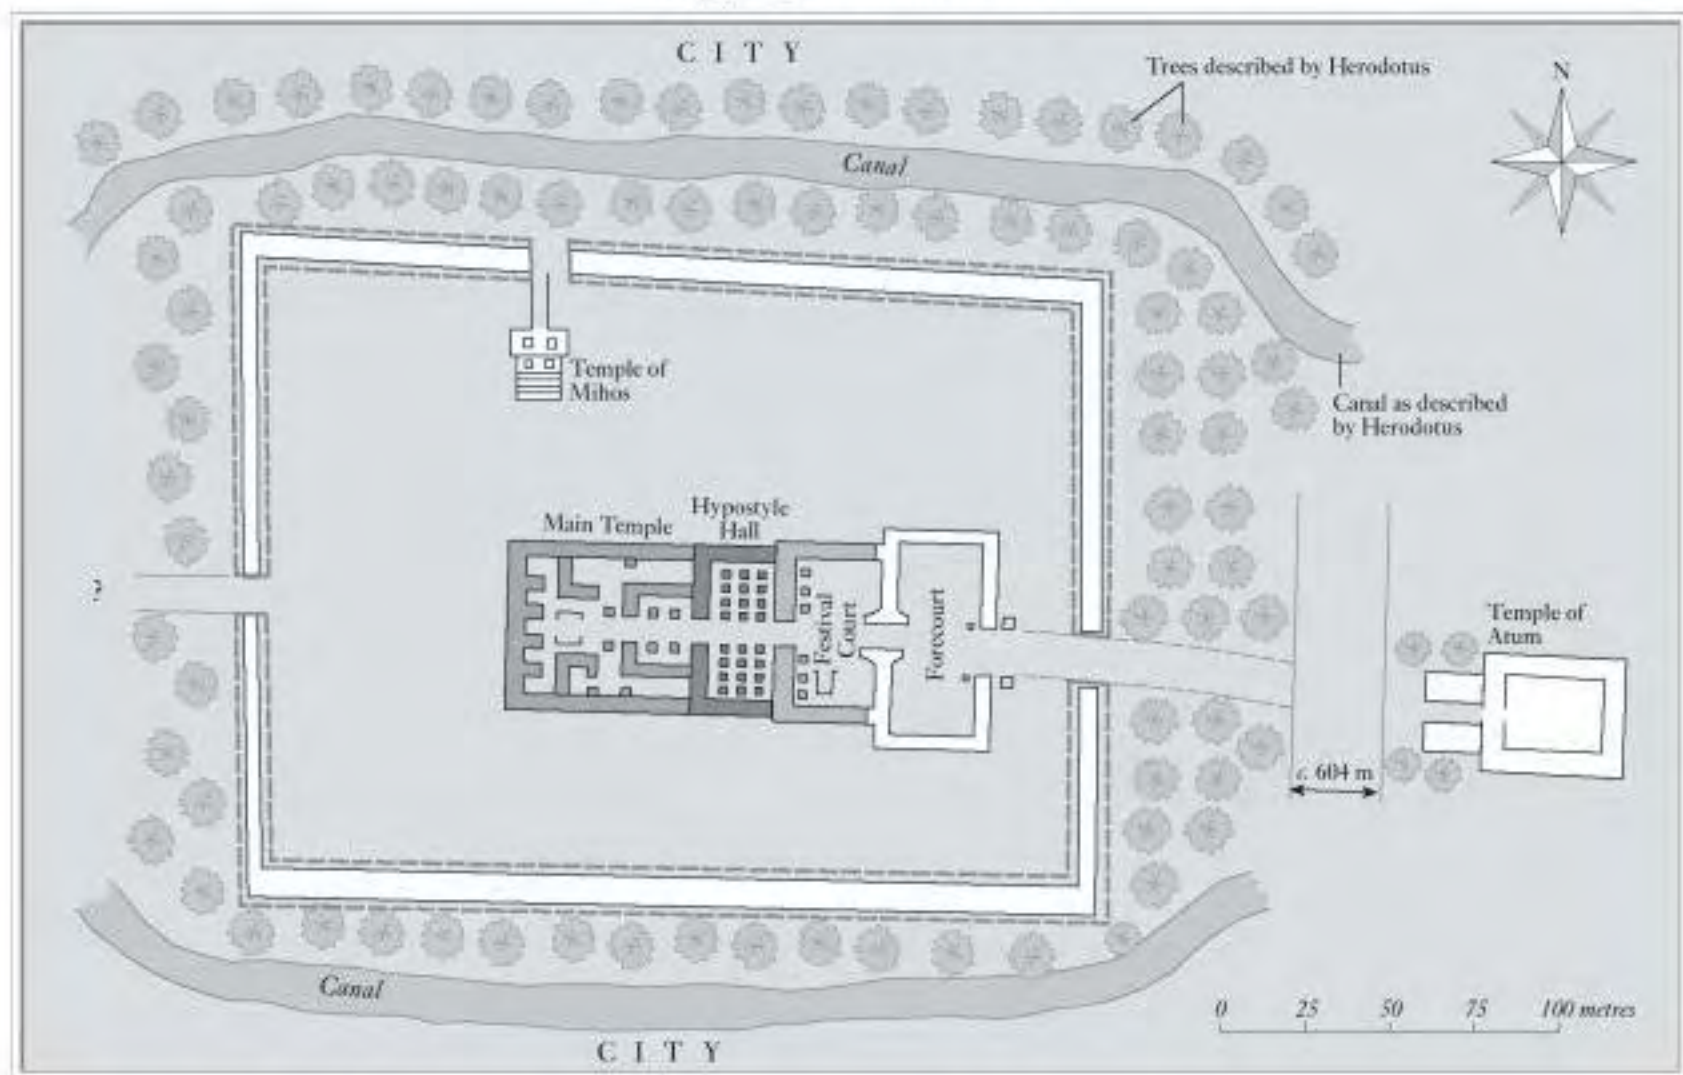 CITY
Trees described by Herodotus
N
Canal
Temple of
Mihos
Canal as described
by Herodotus
Hypostyle
Hall
Main Temple
Festival
Court
Forecourt
?
Temple of
Atum
c. 604 m
Canal
0 25 50 75 100 metres
CITY